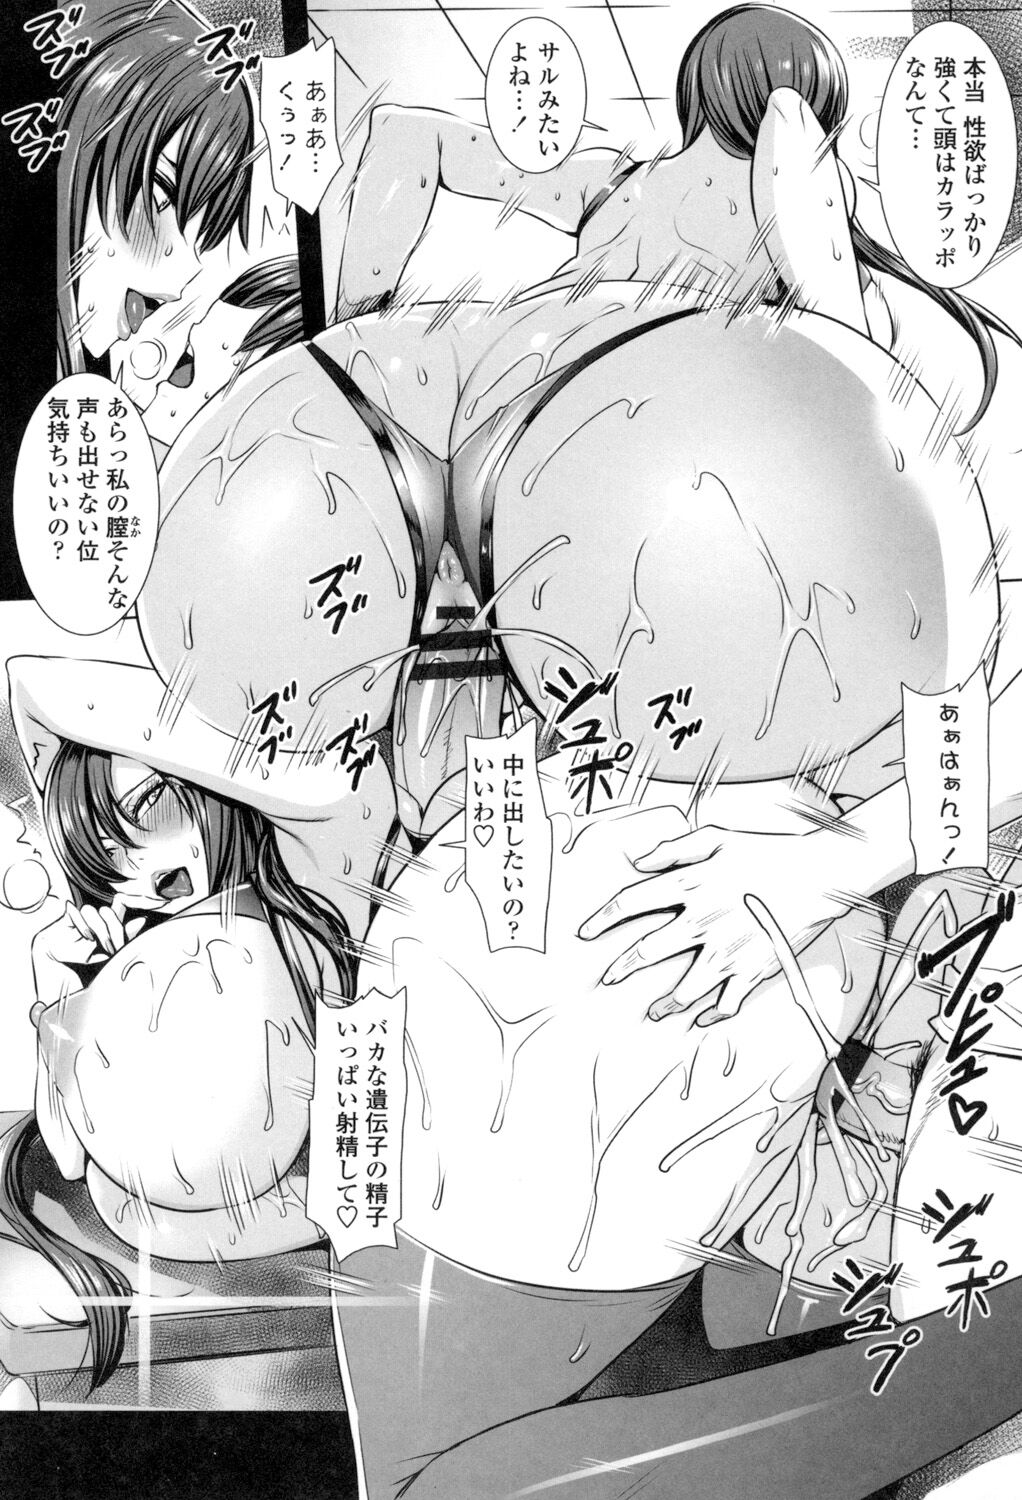 本当 性欲ばっかり
強くて頭はカラッポ
なんて…
サルみたい
よね…!
あぁあ…
くぅっ!
ズブ
ズブ
ズブ
あらっ私の膣そんな
なか
声も出せない位
気持ちいいの?
ズブ
ズブ
ズブ
ジュポ
ズブ
あぁはぁんっ!
中に出したいの?
いいわ♡
バカな遺伝子の精子
いっぱい射精して♡
ブピュ♡
ジュポ
ジュプ